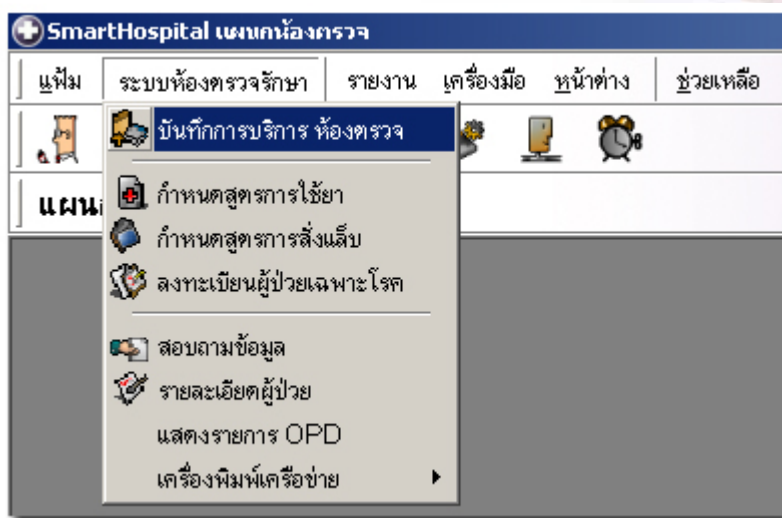 SmartHospital แผนกห้องตรวจ
แฟ้ม ระบบห้องตรวจรักษา รายงาน เครื่องมือ หน้าต่าง ช่วยเหลือ
บันทึกการบริการ ห้องตรวจ
แผน
กำหนดสูตรการใช้ยา
กำหนดสูตรการสั่งแล็บ
ลงทะเบียนผู้ป่วยเฉพาะโรค
สอบถามข้อมูล
รายละเอียดผู้ป่วย
แสดงรายการ OPD
เครื่องพิมพ์เครือข่าย